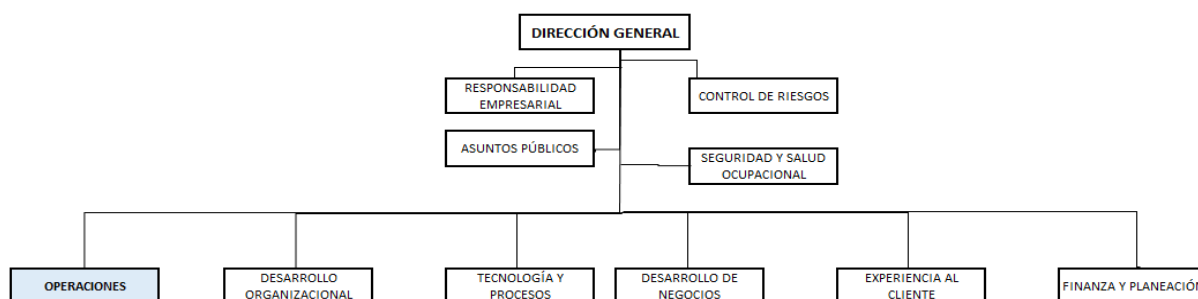 DIRECCIÓN GENERAL
RESPONSABILIDAD
EMPRESARIAL
CONTROL DE RIESGOS
ASUNTOS PÚBLICOS
SEGURIDAD Y SALUD
OCUPACIONAL
OPERACIONES
DESARROLLO
ORGANIZACIONAL
TECNOLOGÍA Y
PROCESOS
DESARROLLO DE
NEGOCIOS
EXPERIENCIA AL
CLIENTE
FINANZA Y PLANEACIÓN